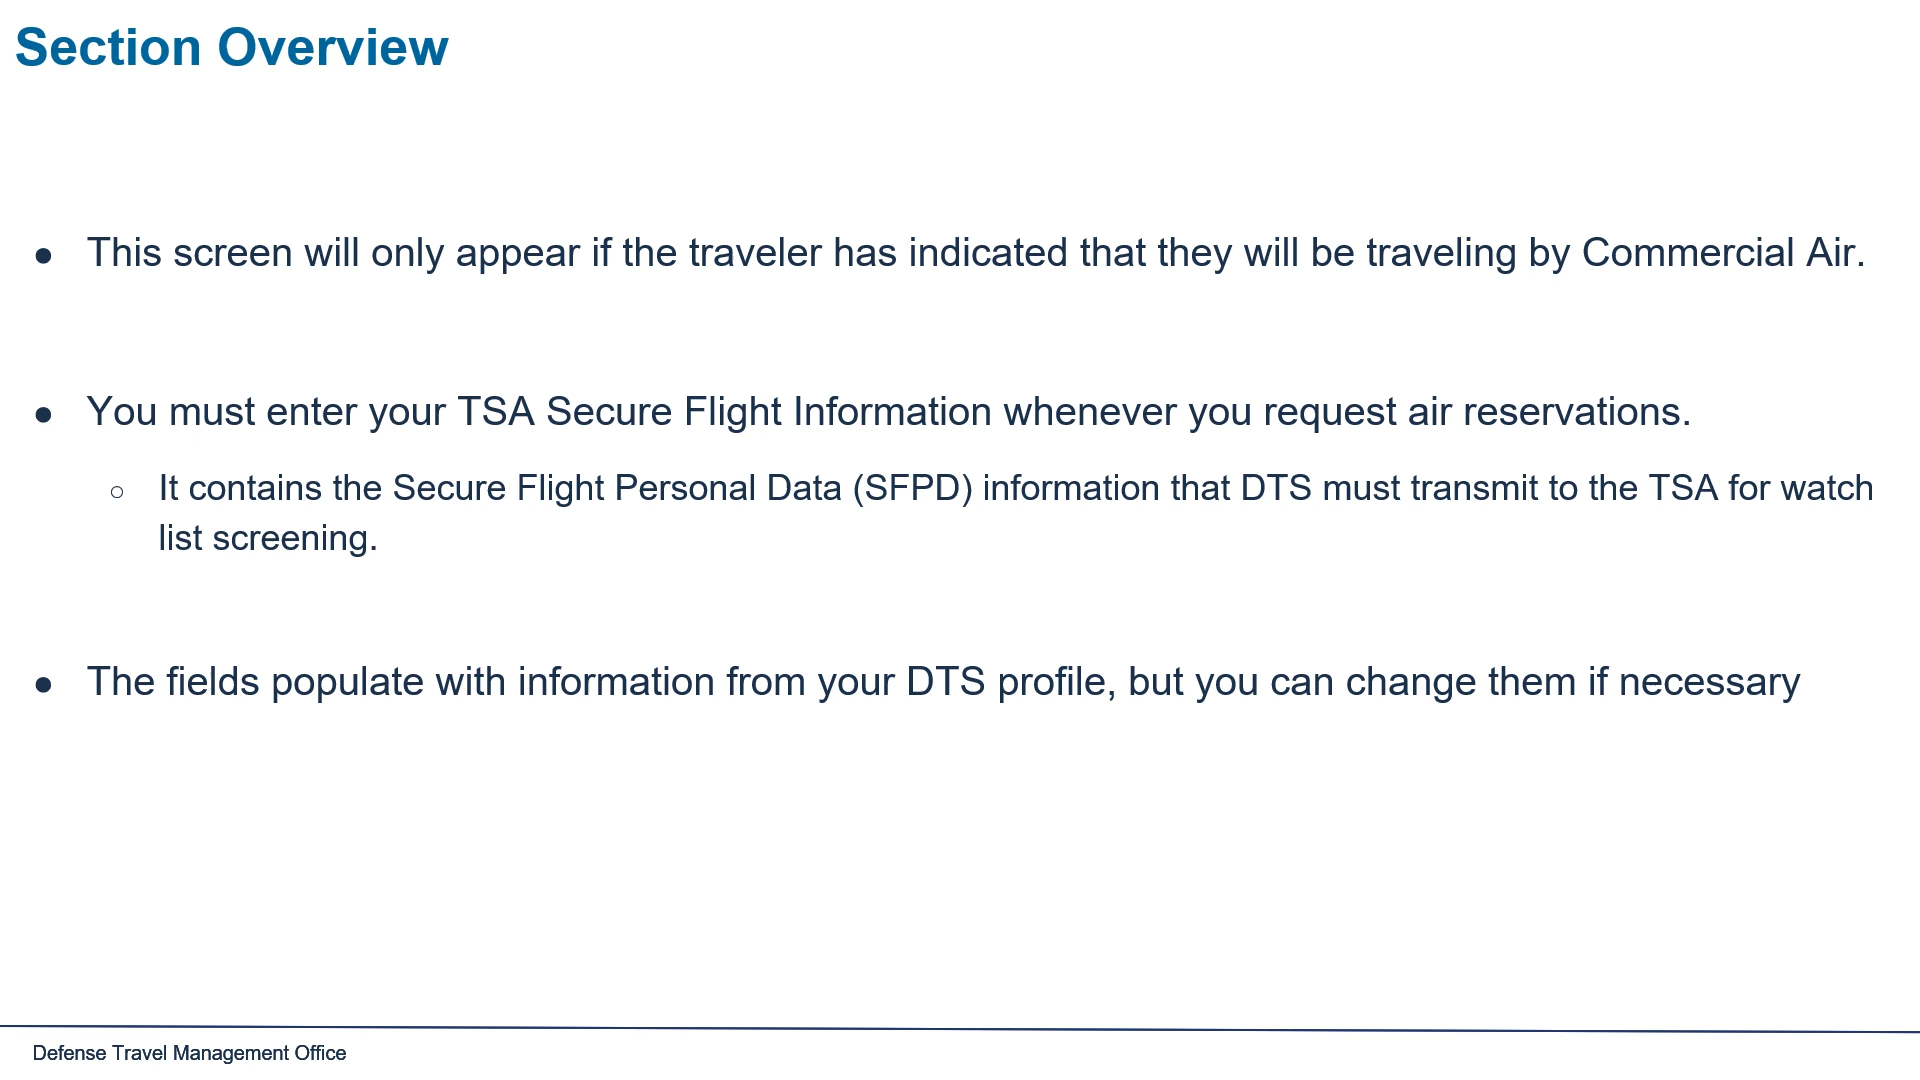 Section Overview
● This screen will only appear if the traveler has indicated that they will be traveling by Commercial Air.
● You must enter your TSA Secure Flight Information whenever you request air reservations.
○ It contains the Secure Flight Personal Data (SFPD) information that DTS must transmit to the TSA for watch
list screening.
● The fields populate with information from your DTS profile, but you can change them if necessary
Defense Travel Management Office